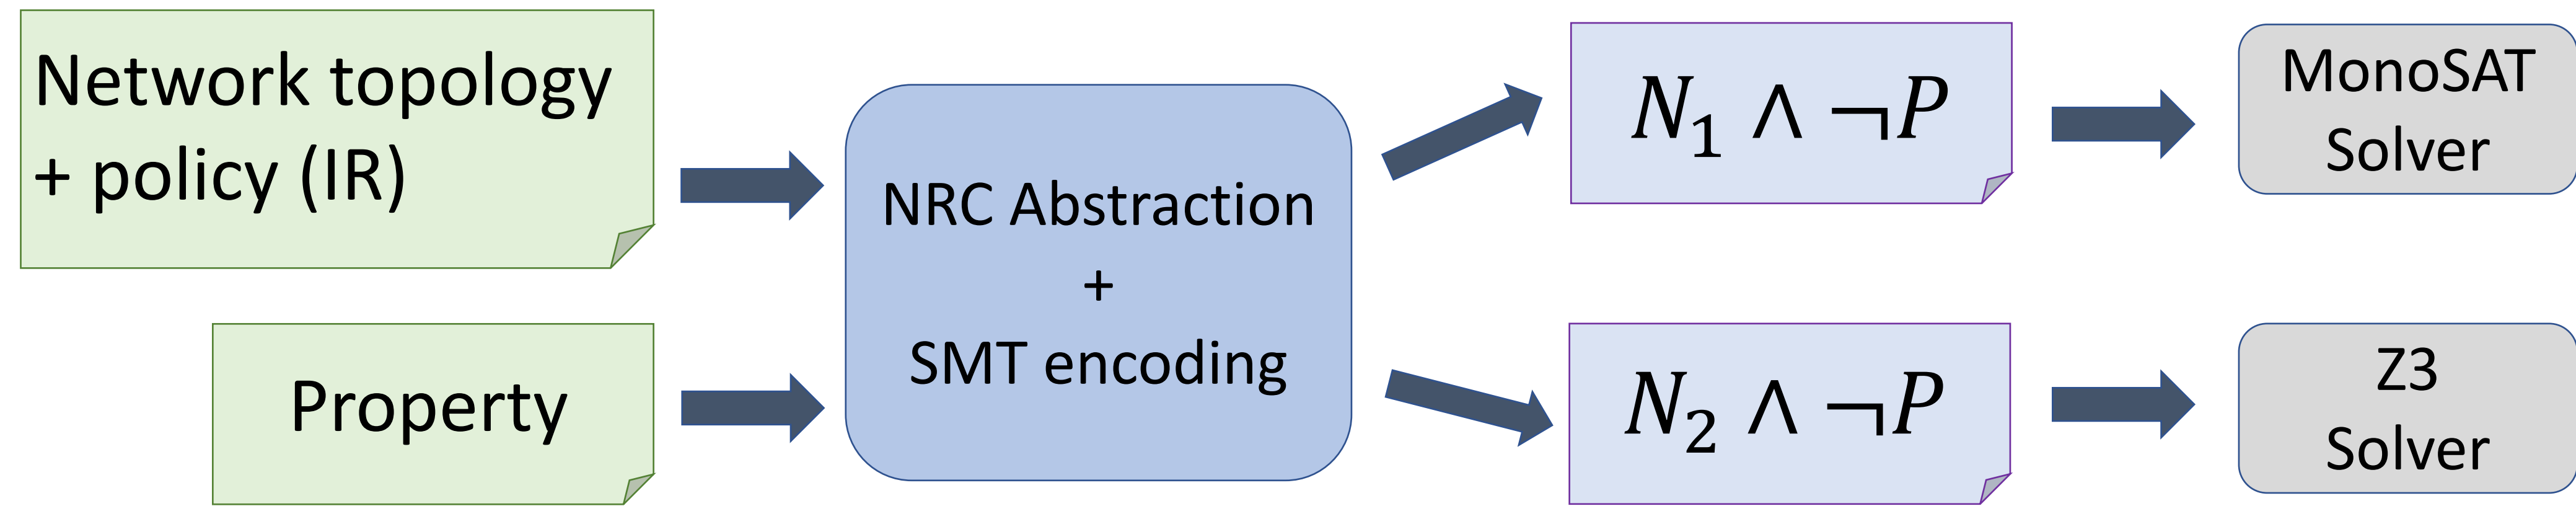 Network topology
+ policy (IR)
Property
NRC Abstraction
+
SMT encoding
N₁ ∧ ¬P
N₂ ∧ ¬P
MonoSAT
Solver
Z3
Solver